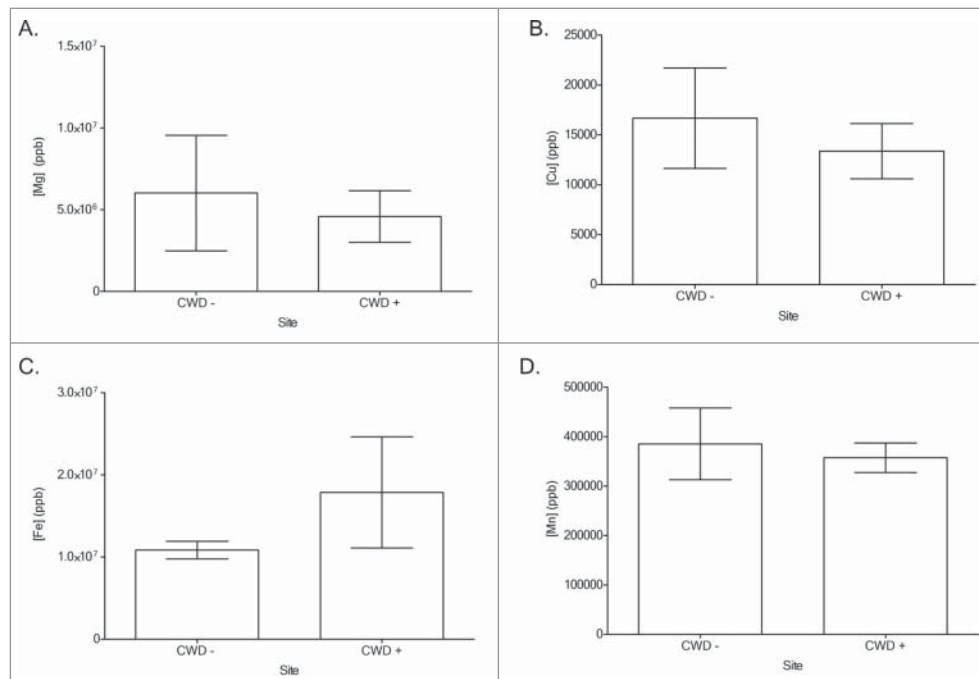 A.
1.5x10⁷
1.0x10⁷
5.0x10⁶
0
[Mg] (ppb)
CWD - CWD +
Site
B.
25000
20000
15000
10000
5000
0
[Cu] (ppb)
CWD - CWD +
Site
C.
3.0x10⁷
2.0x10⁷
1.0x10⁷
0
[Fe] (ppb)
CWD - CWD +
Site
D.
500000
400000
300000
200000
100000
0
[Mn] (ppb)
CWD - CWD +
Site